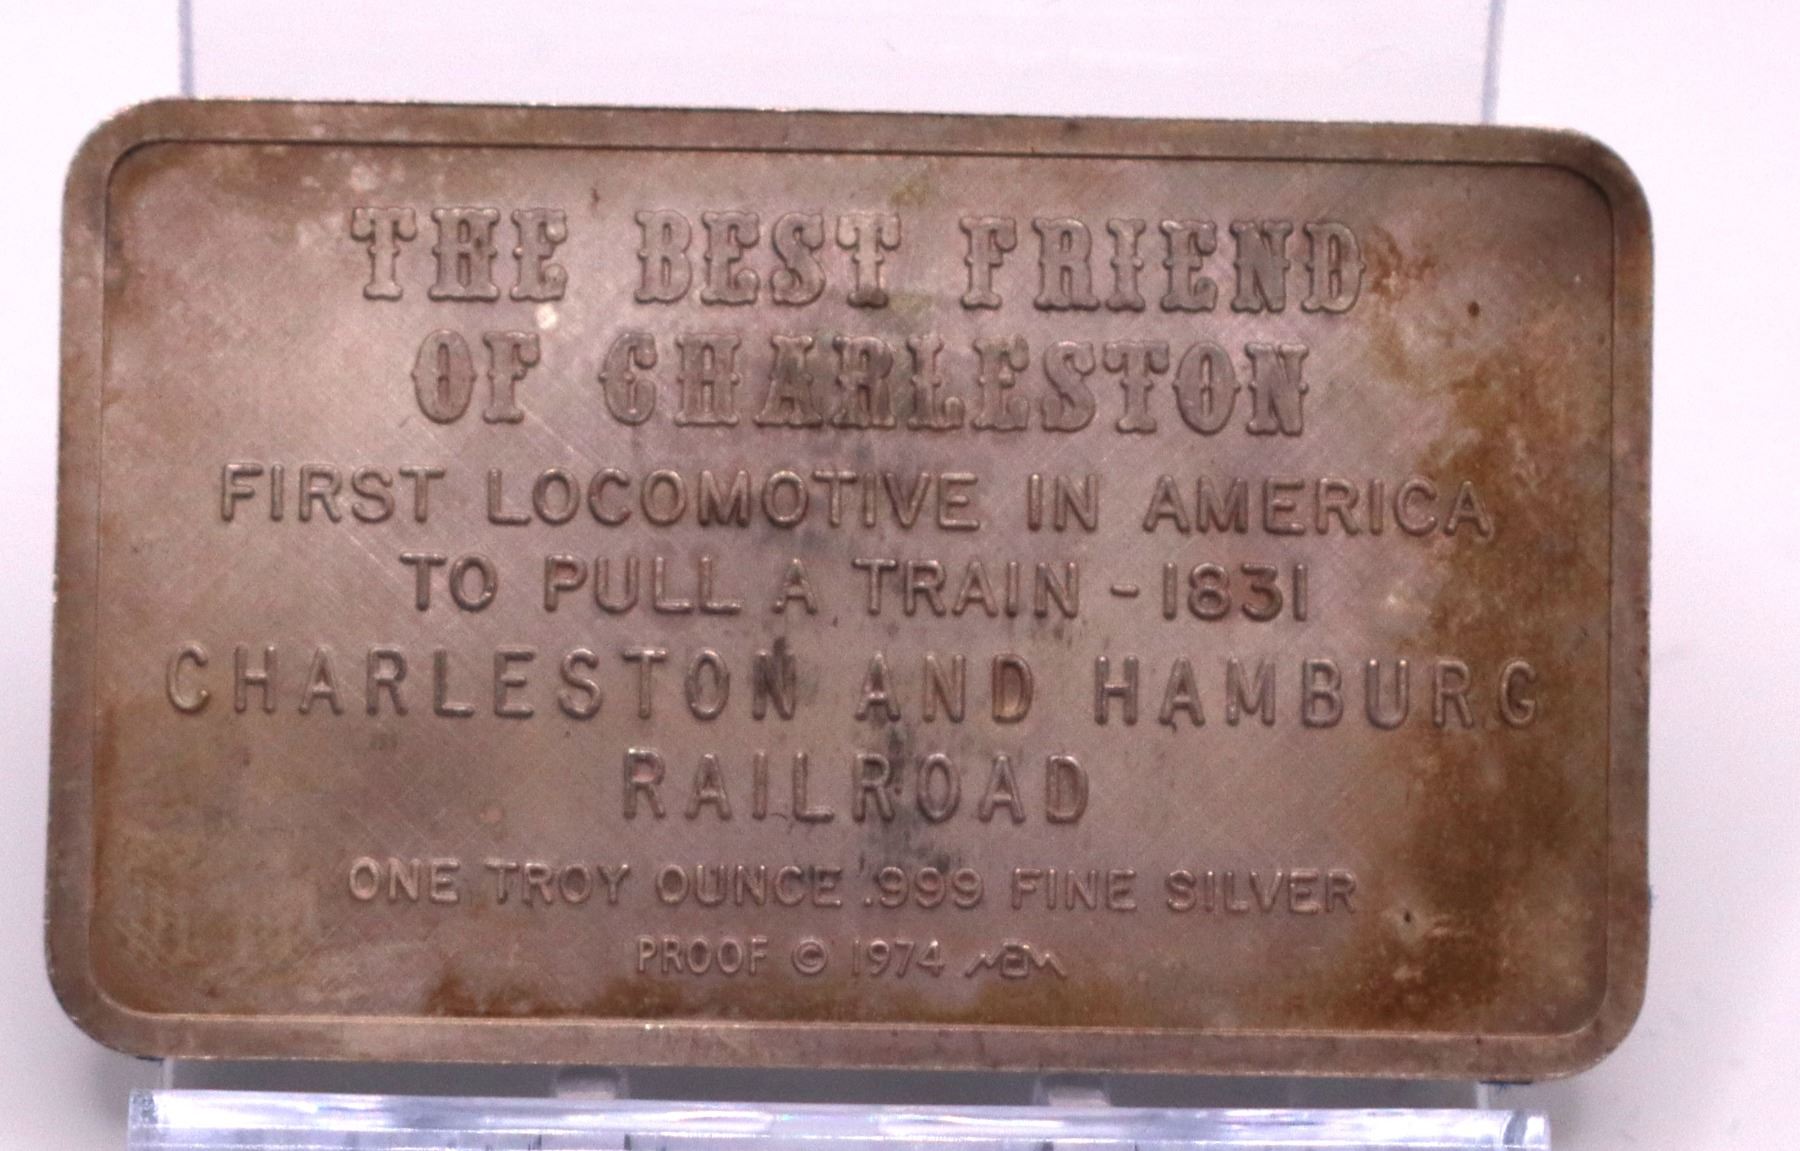 THE BEST FRIEND
OF CHARLESTON
FIRST LOCOMOTIVE IN AMERICA
TO PULL A TRAIN - 1831
CHARLESTON AND HAMBURG
RAILROAD
ONE TROY OUNCE .999 FINE SILVER
PROOF © 1974 MEM